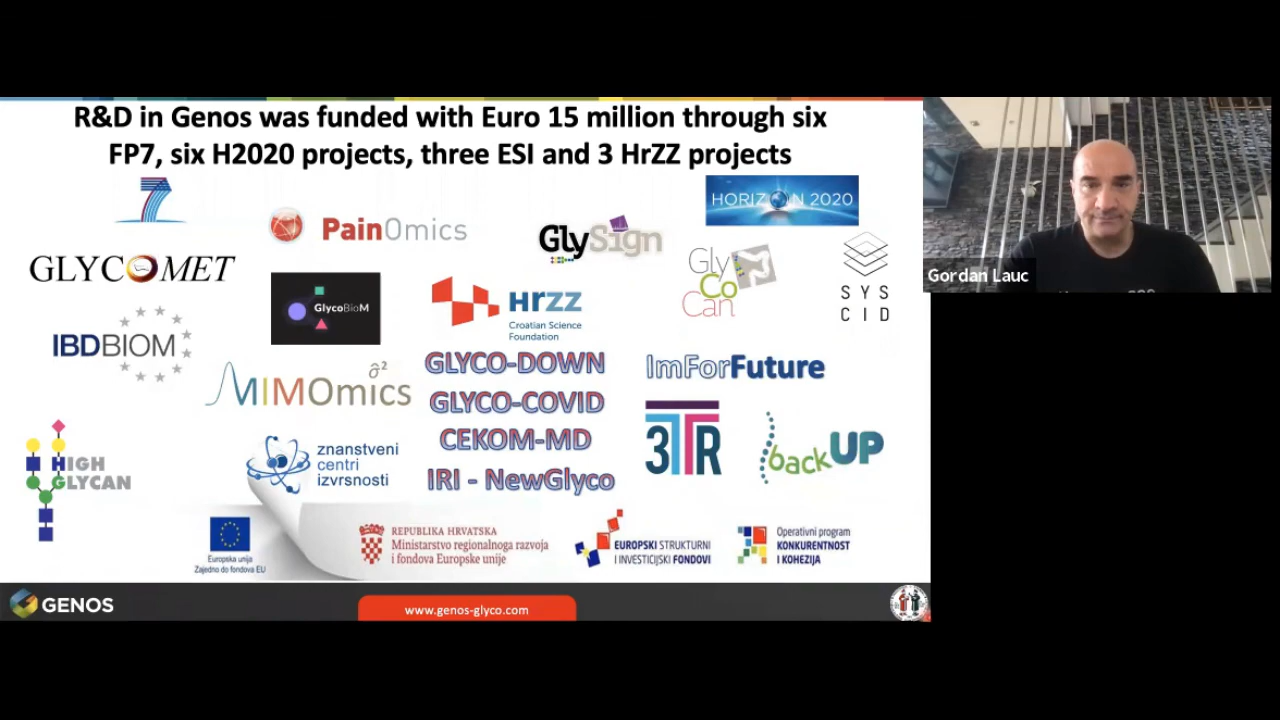 R&D in Genos was funded with Euro 15 million through six
FP7, six H2020 projects, three ESI and 3 HrZZ projects
7
HORIZON 2020
PainOmics
GlySign
GLYCOMET
GlyCoCan
SYS
CID
GlycoBioM
HRZZ
Croatian Science
Foundation
IBDBIOM
MIMOmics
σ̂²
GLYCO-DOWN
GLYCO-COVID
CEKOM-MD
IRI - NewGlyco
ImForFuture
3TR
backUP
HIGH
GLYCAN
znanstveni
centri
izvrsnosti
Europska unija
Zajedno do fondova EU
REPUBLIKA HRVATSKA
Ministarstvo regionalnoga razvoja
i fondova Europske unije
EUROPSKI STRUKTURNI
I INVESTICIJSKI FONDOVI
Operativni program
KONKURENTNOST
I KOHEZIJA
GENOS
www.genos-glyco.com
Gordan Lauc